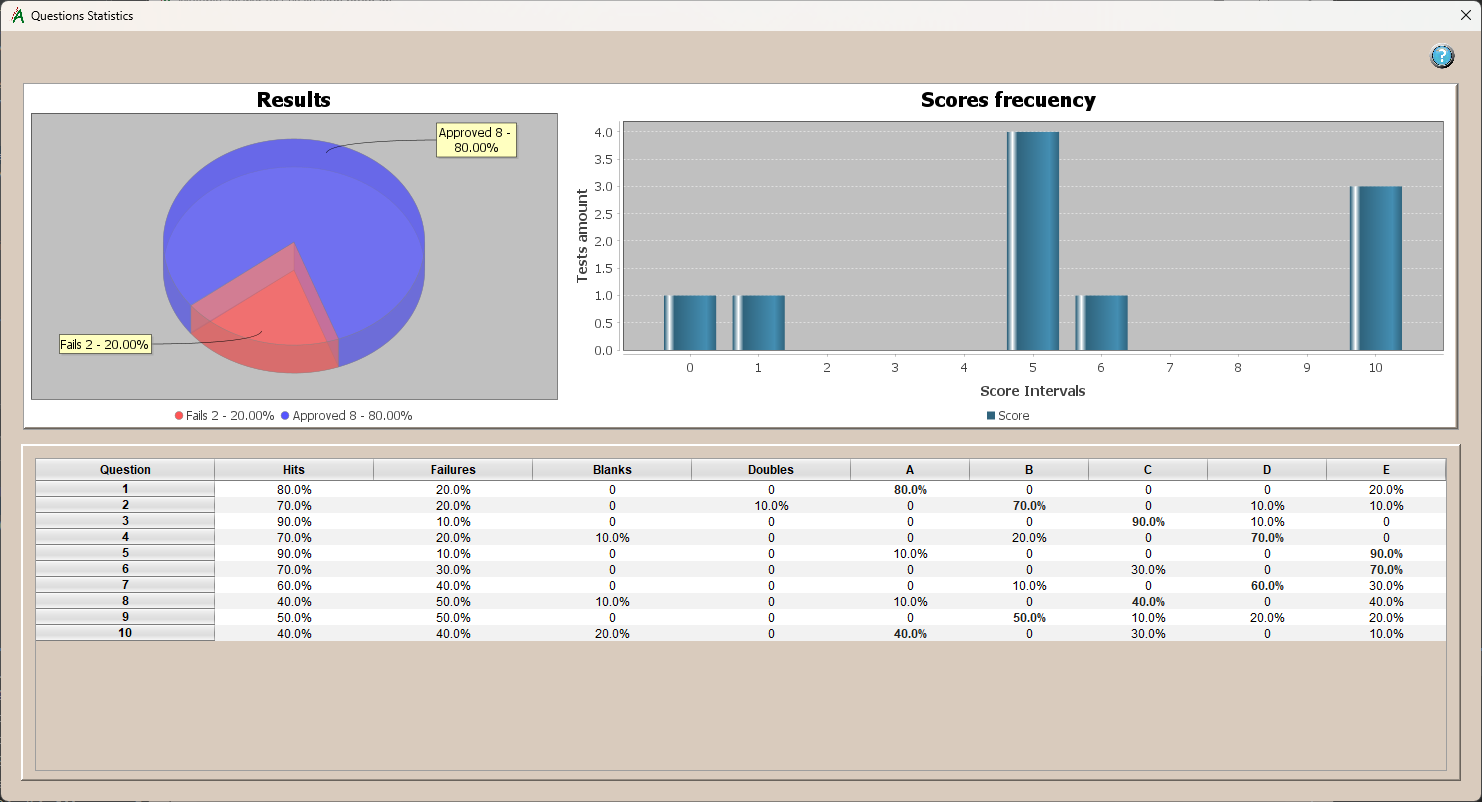 Questions Statistics
Results
Approved 8 -
80.00%
Fails 2 - 20.00%
Fails 2 - 20.00% Approved 8 - 80.00%
Scores frecuency
Tests amount
4.0
3.5
3.0
2.5
2.0
1.5
1.0
0.5
0.0
0 1 2 3 4 5 6 7 8 9 10
Score Intervals
Score
Question Hits Failures Blanks Doubles A B C D E
1 80.0% 20.0% 0 0 80.0% 0 0 0 20.0%
2 70.0% 20.0% 0 10.0% 0 70.0% 0 10.0% 10.0%
3 90.0% 10.0% 0 0 0 0 90.0% 10.0% 0
4 70.0% 20.0% 10.0% 0 0 20.0% 0 70.0% 0
5 90.0% 10.0% 0 0 10.0% 0 0 0 90.0%
6 70.0% 30.0% 0 0 0 0 30.0% 0 70.0%
7 60.0% 40.0% 0 0 0 10.0% 0 60.0% 30.0%
8 40.0% 50.0% 10.0% 0 10.0% 0 40.0% 0 40.0%
9 50.0% 50.0% 0 0 0 50.0% 10.0% 20.0% 20.0%
10 40.0% 40.0% 20.0% 0 40.0% 0 30.0% 0 10.0%